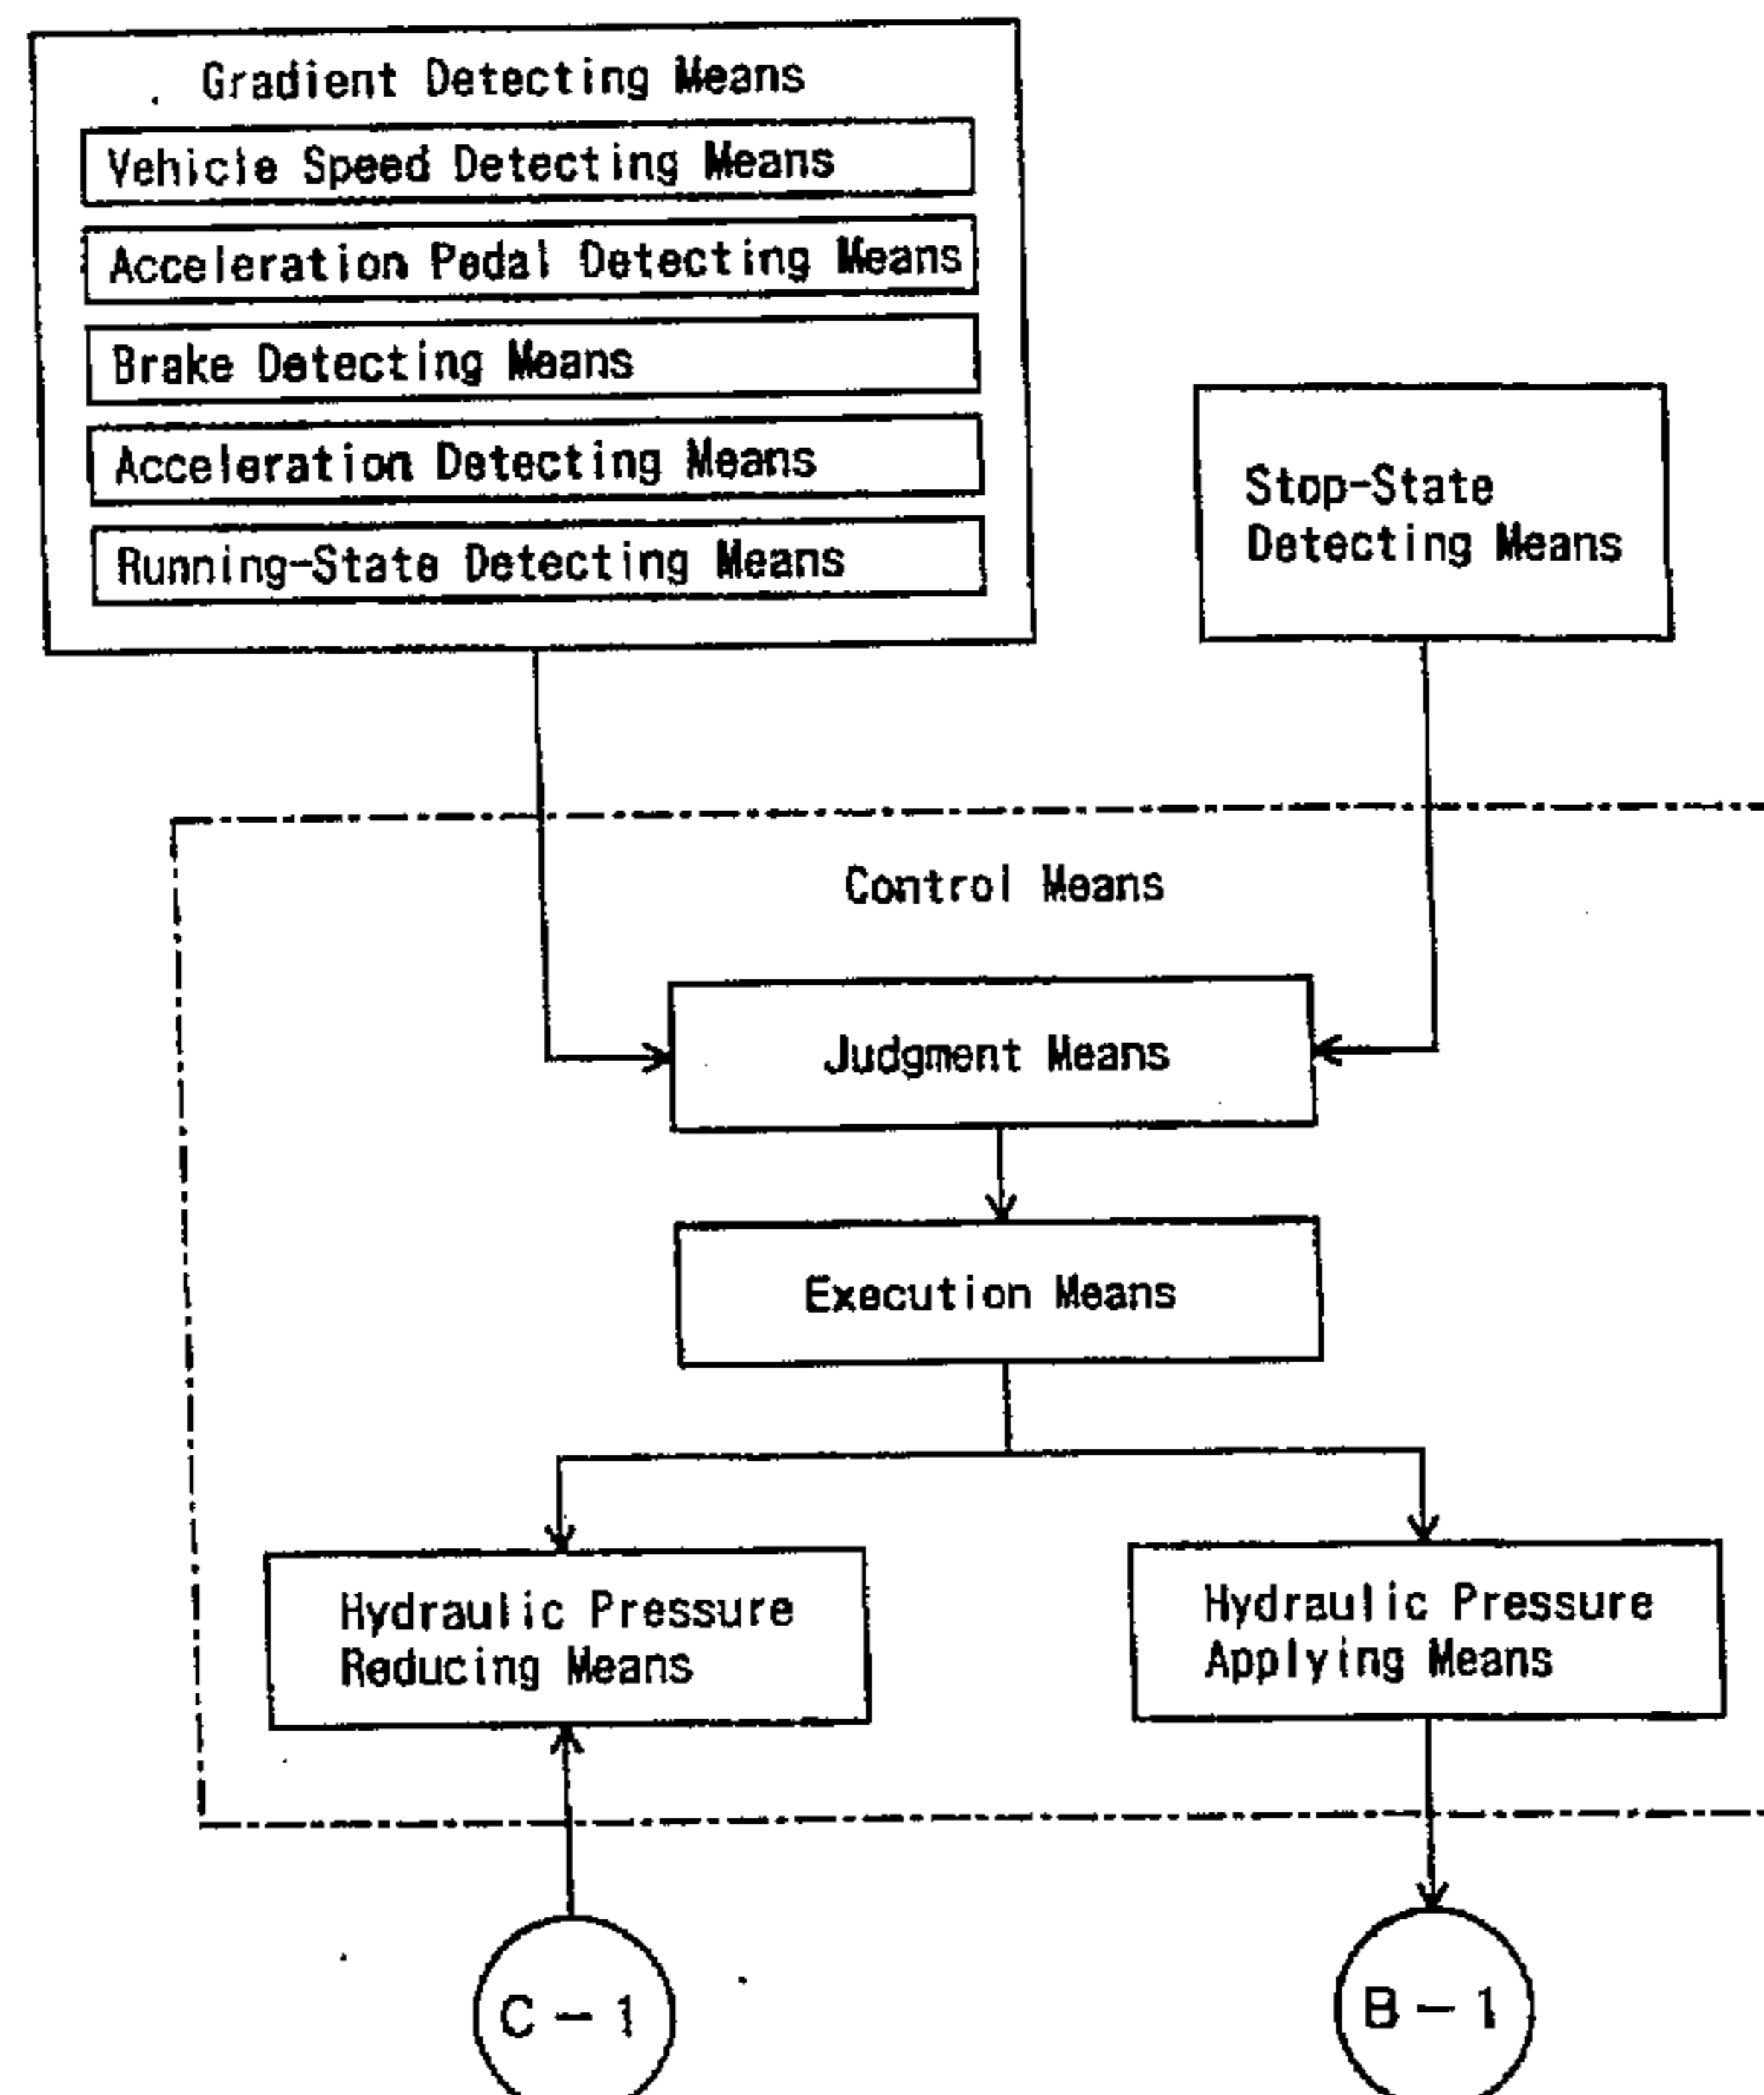 Gradient Detecting Means
Vehicle Speed Detecting Means
Acceleration Pedal Detecting Means
Brake Detecting Means
Acceleration Detecting Means
Running-State Detecting Means
Stop-State
Detecting Means
Control Means
Judgment Means
Execution Means
Hydraulic Pressure
Reducing Means
Hydraulic Pressure
Applying Means
C-1
B-1